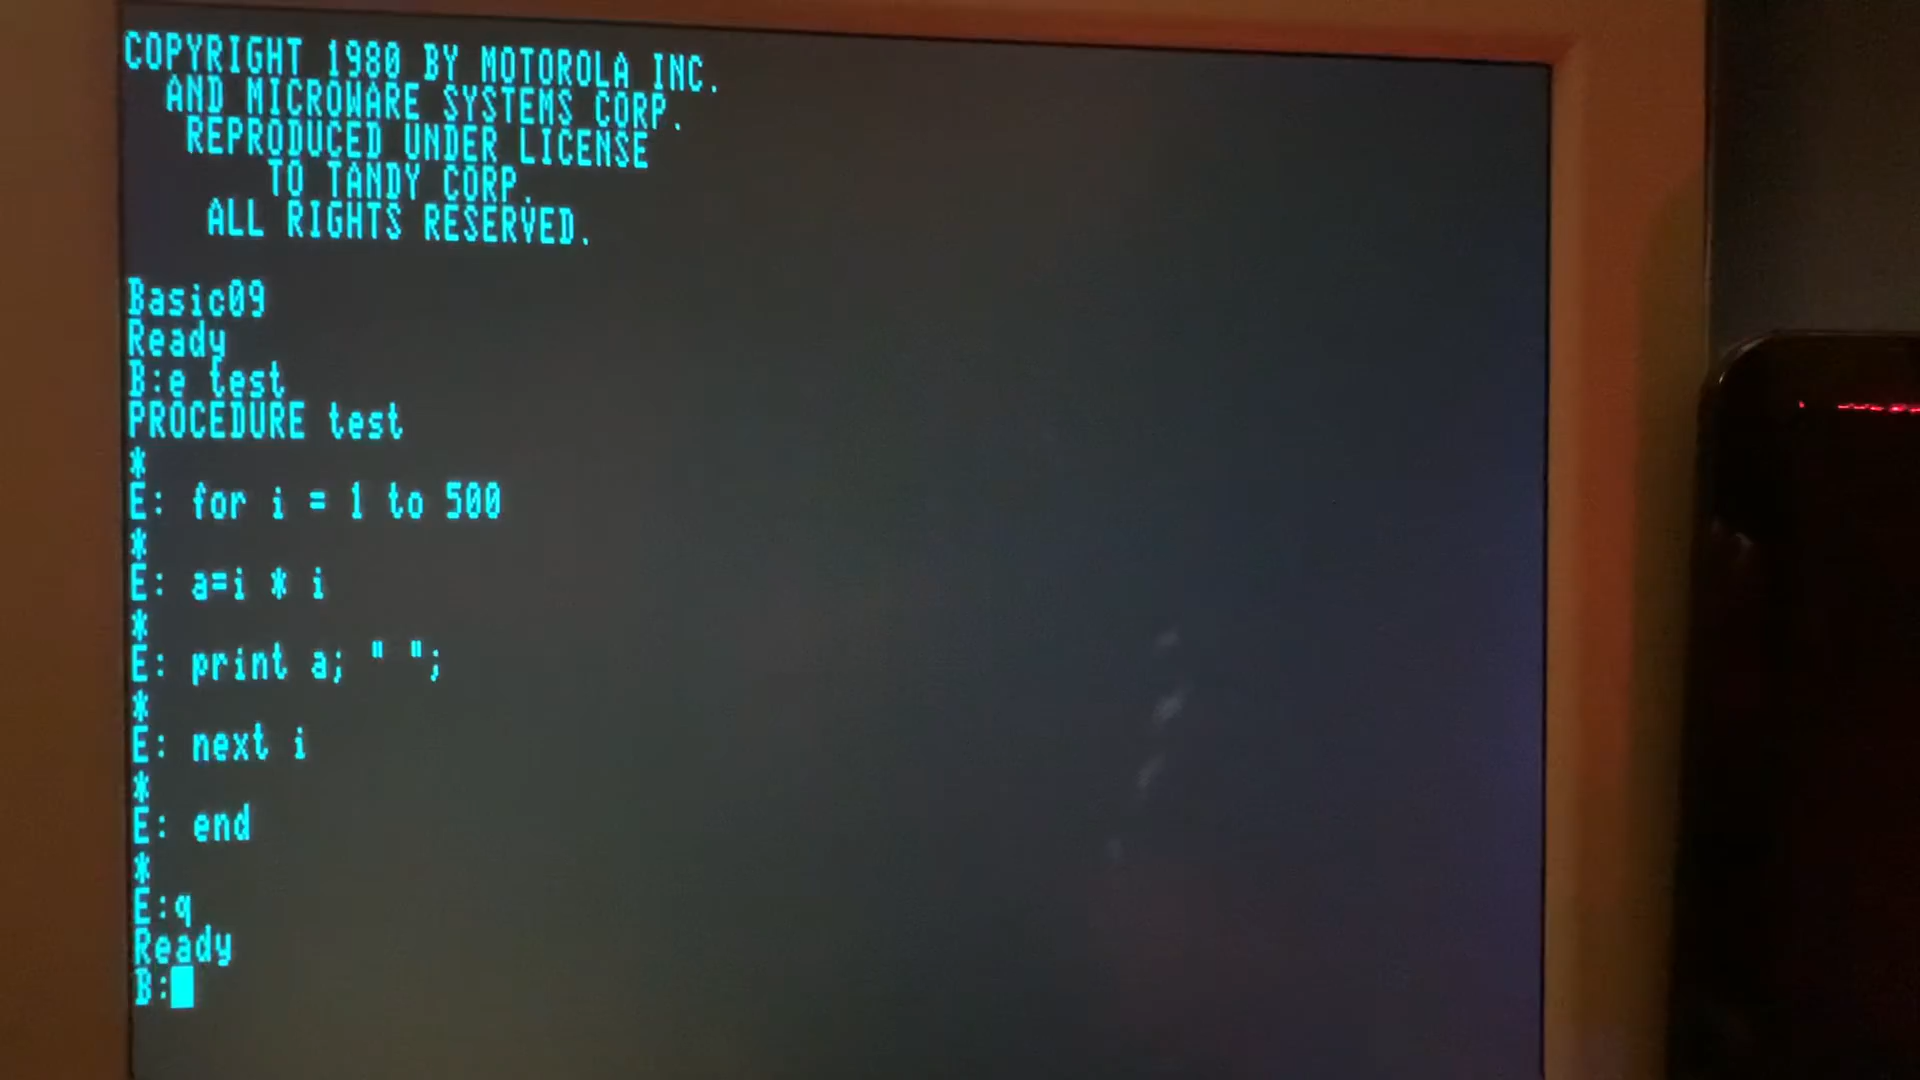 COPYRIGHT 1980 BY MOTOROLA INC.
AND MICROWARE SYSTEMS CORP.
REPRODUCED UNDER LICENSE
TO TANDY CORP.
ALL RIGHTS RESERVED.
Basic09
Ready
B:e test
PROCEDURE test
*
E: for i = 1 to 500
*
E: a=i * i
*
E: print a; " ";
*
E: next i
*
E: end
*
E:q
Ready
B: